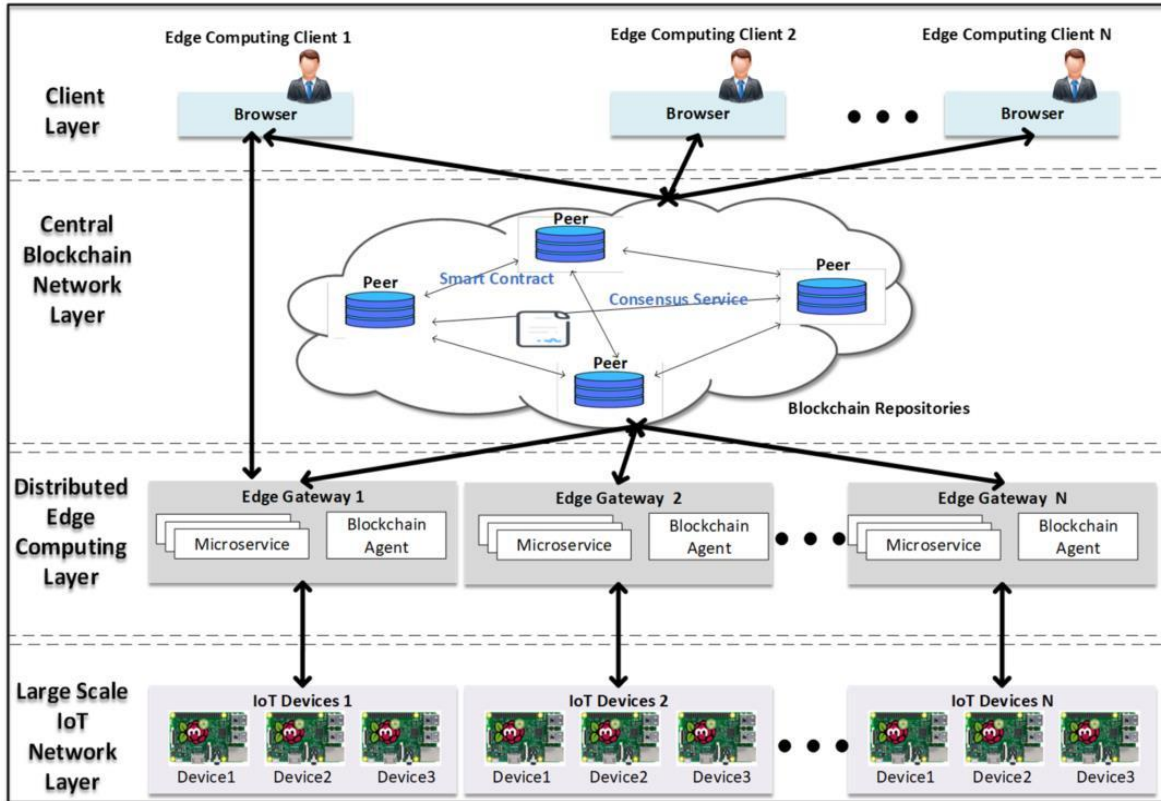 Edge Computing Client 1
Edge Computing Client 2
Edge Computing Client N
Client
Layer
Browser
Browser
Browser
Central
Blockchain
Network
Layer
Peer
Peer
Peer
Smart Contract
Consensus Service
Peer
Blockchain Repositories
Distributed
Edge
Computing
Layer
Edge Gateway 1
Microservice
Blockchain
Agent
Edge Gateway 2
Microservice
Blockchain
Agent
Edge Gateway N
Microservice
Blockchain
Agent
Large Scale
IoT
Network
Layer
IoT Devices 1
Device1
Device2
Device3
IoT Devices 2
Device1
Device2
Device3
IoT Devices N
Device1
Device2
Device3